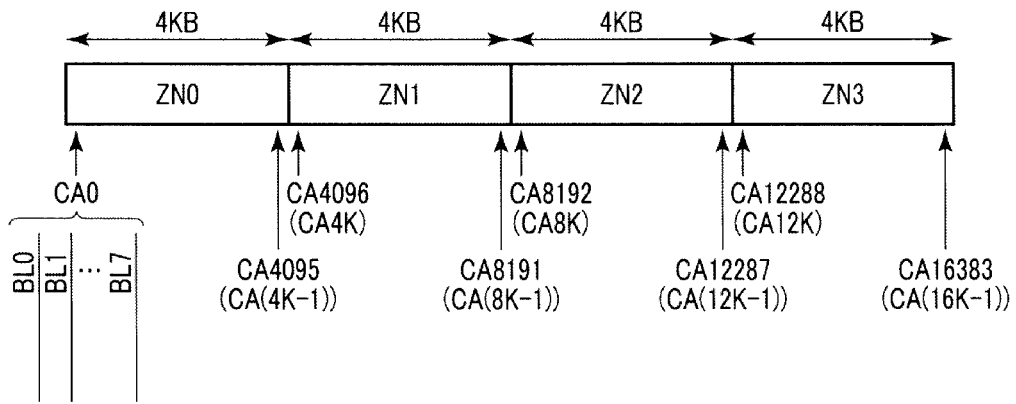 4KB 4KB 4KB 4KB
ZN0 ZN1 ZN2 ZN3
CA0
BL0 BL1 ... BL7
CA4096
(CA4K)
CA8192
(CA8K)
CA12288
(CA12K)
CA4095
(CA(4K-1))
CA8191
(CA(8K-1))
CA12287
(CA(12K-1))
CA16383
(CA(16K-1))